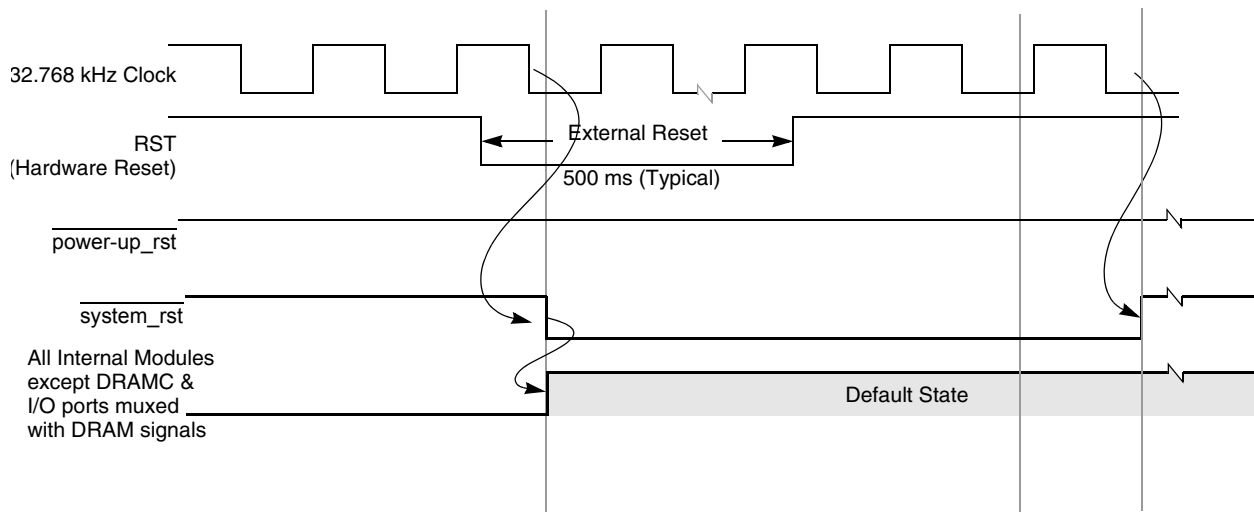 32.768 kHz Clock
RST
(Hardware Reset)
External Reset
500 ms (Typical)
power-up_rst
system_rst
All Internal Modules
except DRAMC &
I/O ports muxed
with DRAM signals
Default State